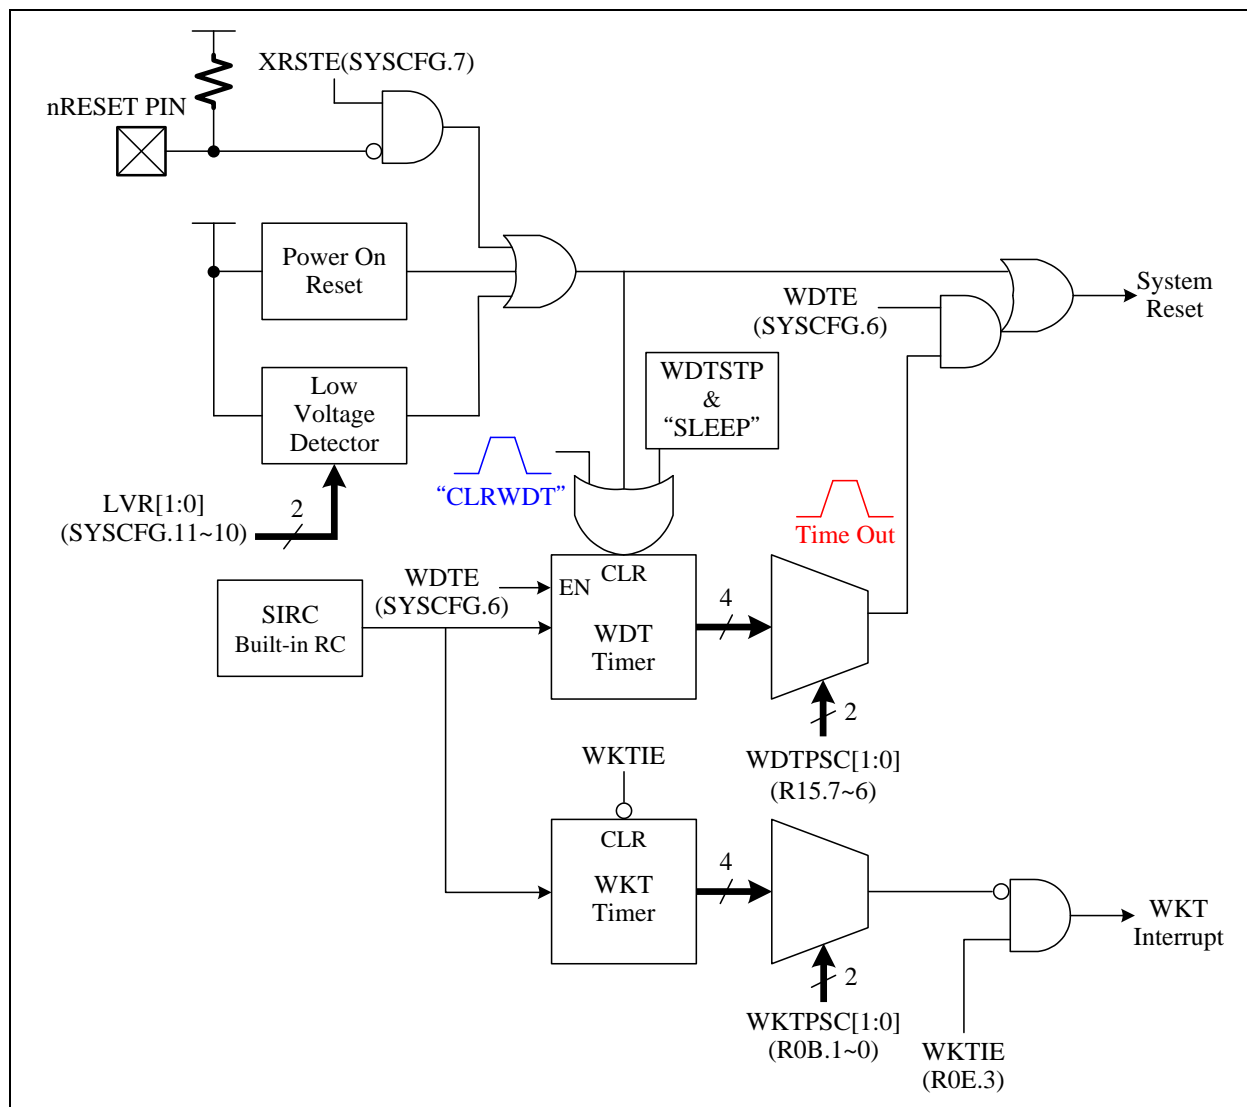 XRSTE(SYSCFG.7)
nRESET PIN
Power On
Reset
WDTE
(SYSCFG.6)
System
Reset
Low
Voltage
Detector
WDTSTP
&
“SLEEP”
“CLRWDT”
LVR[1:0]
(SYSCFG.11~10)
2
Time Out
SIRC
Built-in RC
WDTE
(SYSCFG.6)
CLR
EN
WDT
Timer
4
2
WDTPSC[1:0]
(R15.7~6)
WKTIE
CLR
WKT
Timer
4
2
WKTPSC[1:0]
(R0B.1~0)
WKT
Interrupt
WKTIE
(R0E.3)